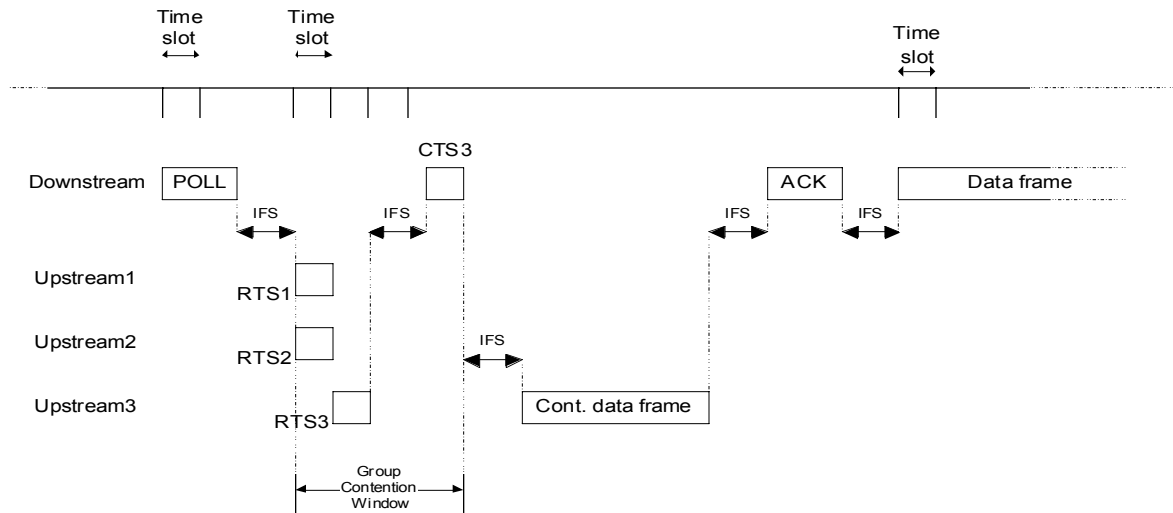 Time
slot
Time
slot
Time
slot
CTS3
Downstream
POLL
ACK
Data frame
IFS
IFS
IFS
IFS
Upstream1
RTS1
Upstream2
RTS2
IFS
Upstream3
RTS3
Cont. data frame
Group
Contention
Window